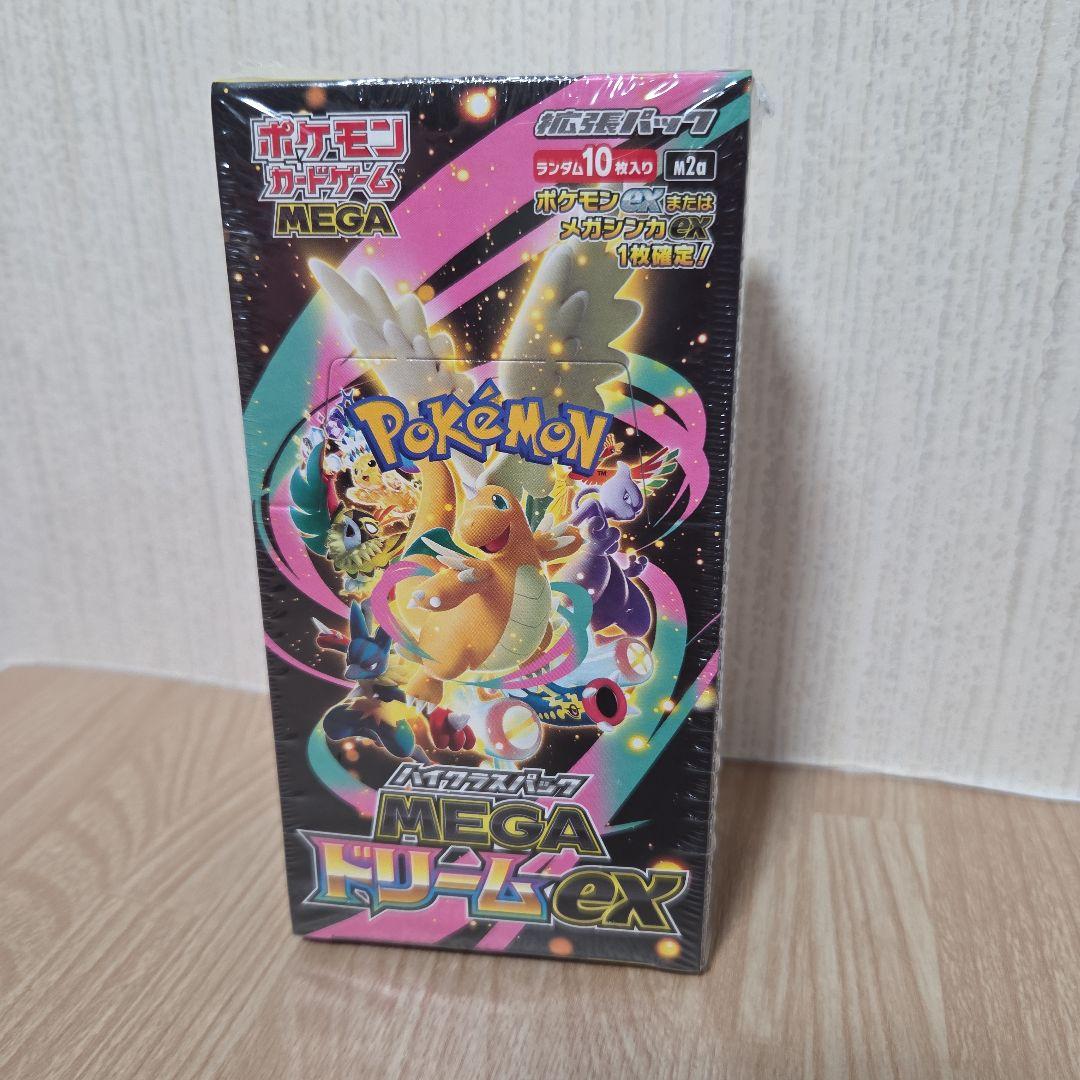 ポケモン
カードゲーム™
MEGA
拡張パック
ランダム10枚入り M2a
ポケモンexまたは
メガシンカex
1枚確定!
POKéMON™
ハイクラスパック
MEGA
ドリームex